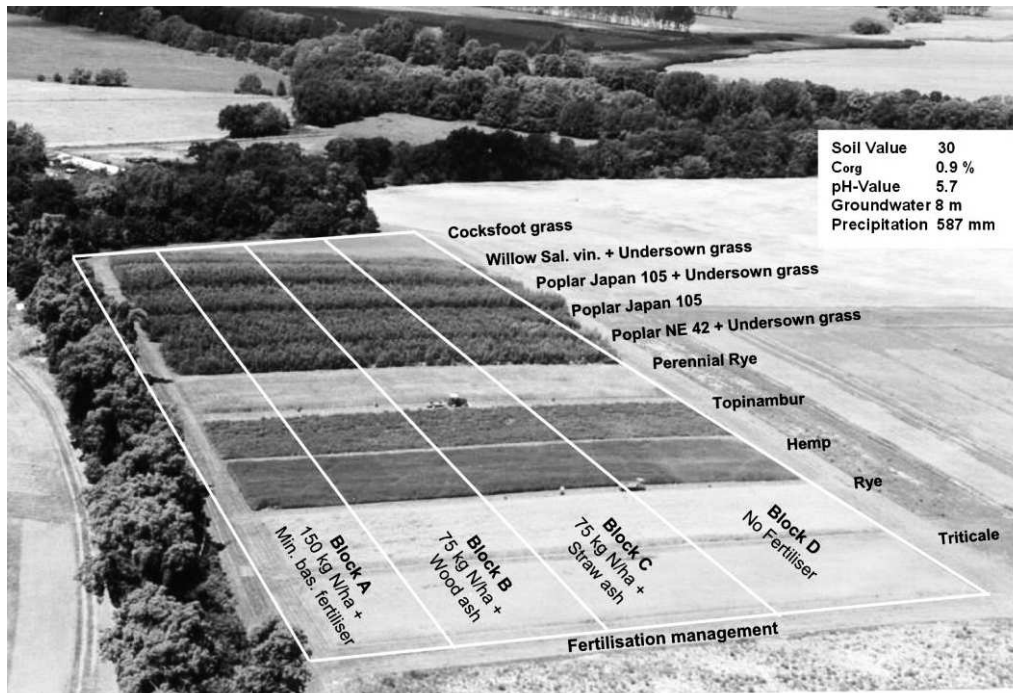 Soil Value 30
Corg 0.9 %
pH-Value 5.7
Groundwater 8 m
Precipitation 587 mm
Cocksfoot grass
Willow Sal. vin. + Undersown grass
Poplar Japan 105 + Undersown grass
Poplar Japan 105
Poplar NE 42 + Undersown grass
Perennial Rye
Topinambur
Hemp
Rye
Triticale
Block A
150 kg N/ha +
Min. bas. fertiliser
Block B
75 kg N/ha +
Wood ash
Block C
75 kg N/ha +
Straw ash
Block D
No Fertiliser
Fertilisation management